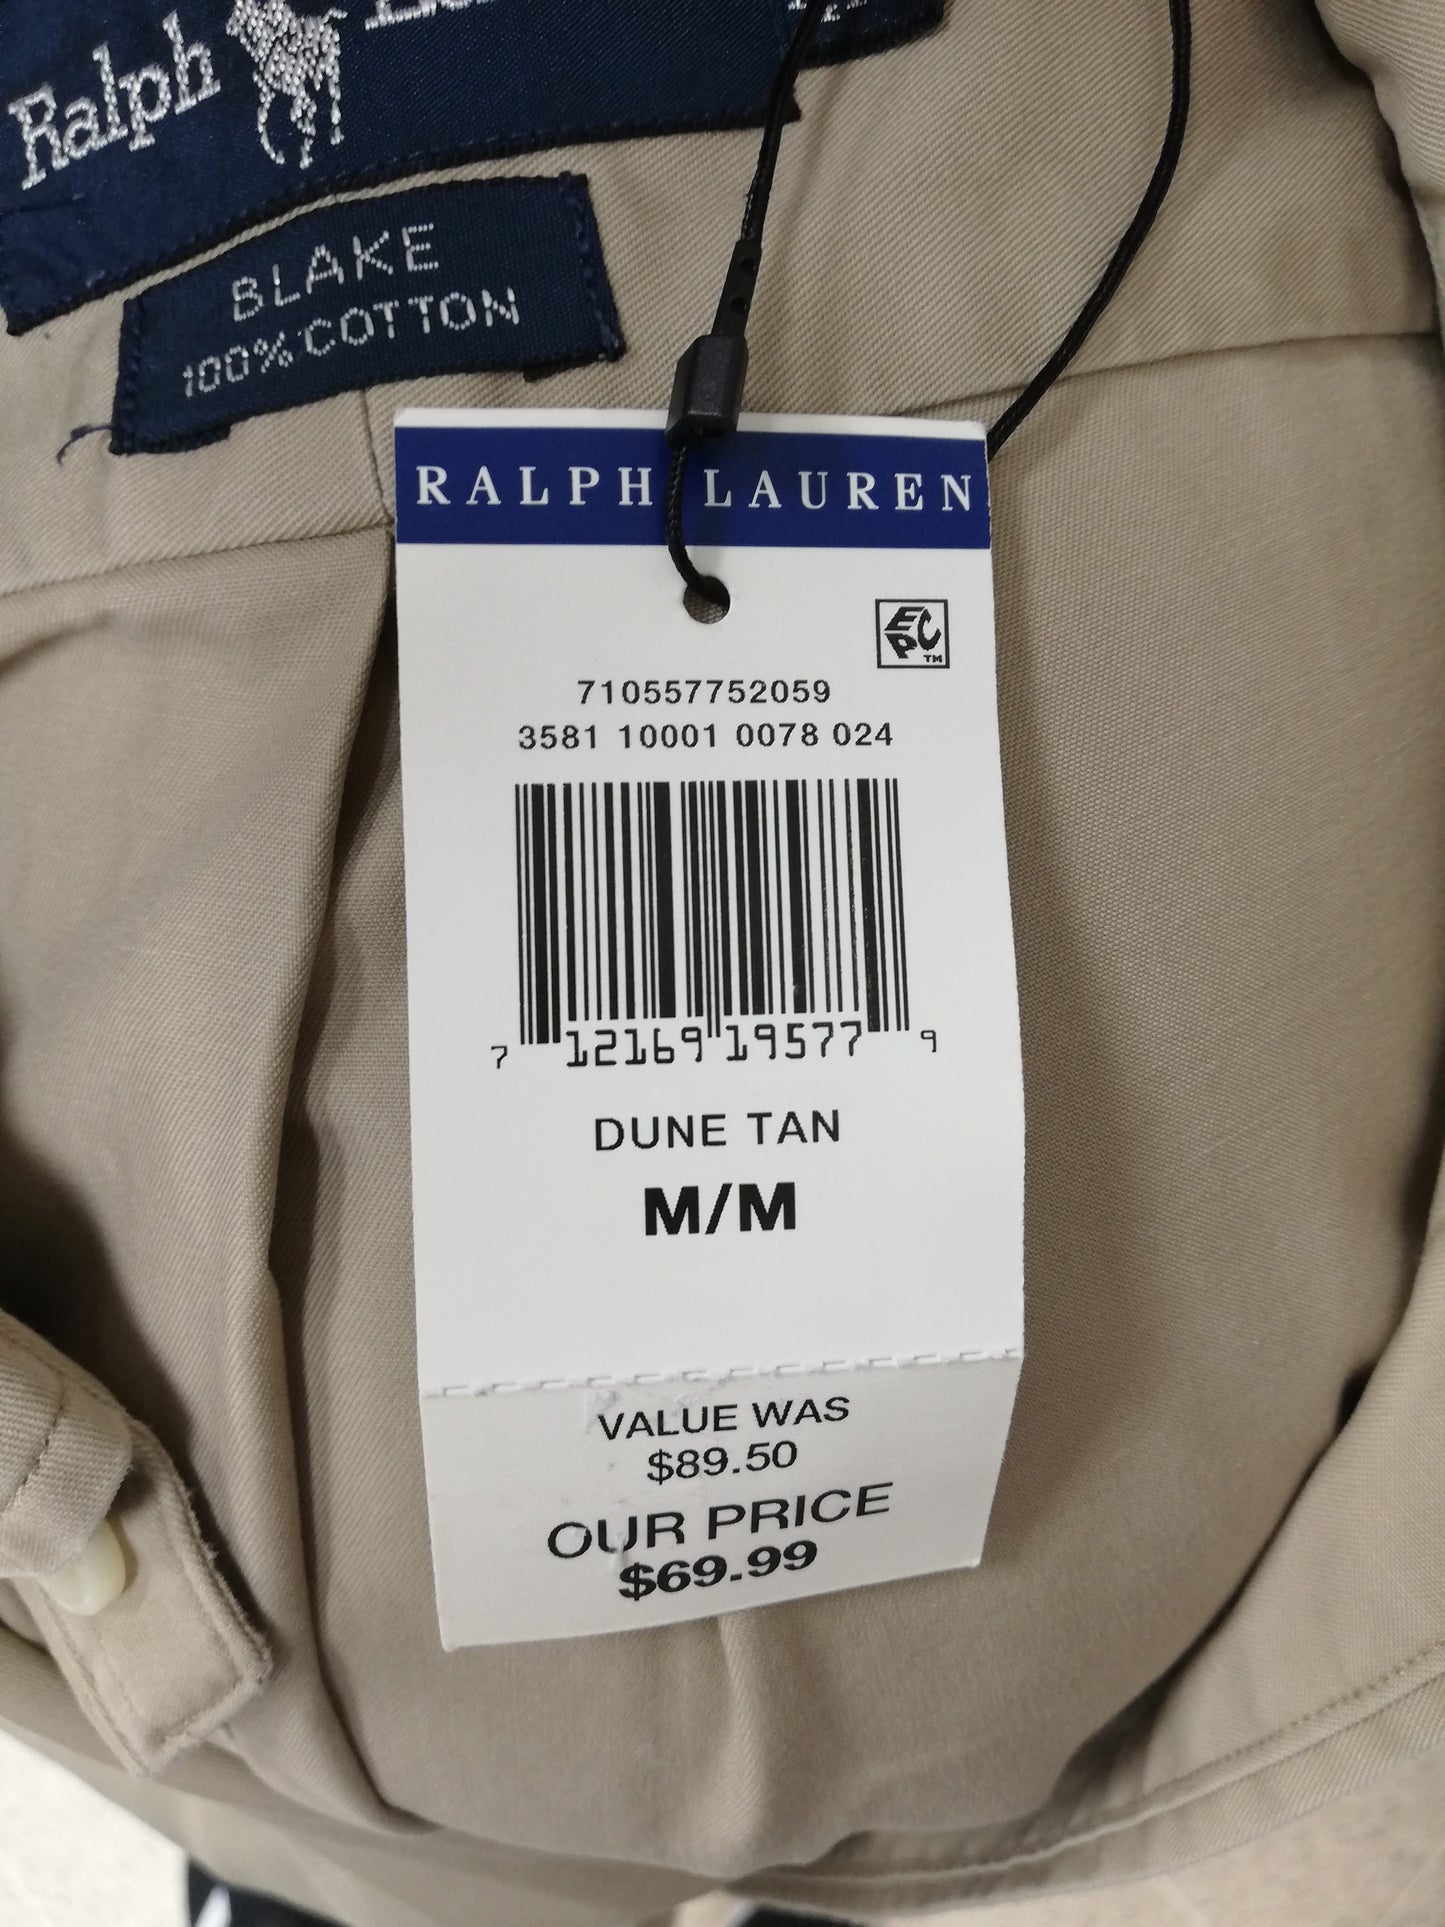 Ralph
BLAKE
100% COTTON
RALPH LAUREN
EPC™
710557752059
3581 10001 0078 024
7 12169 19577 9
DUNE TAN
M/M
VALUE WAS
$89.50
OUR PRICE
$69.99